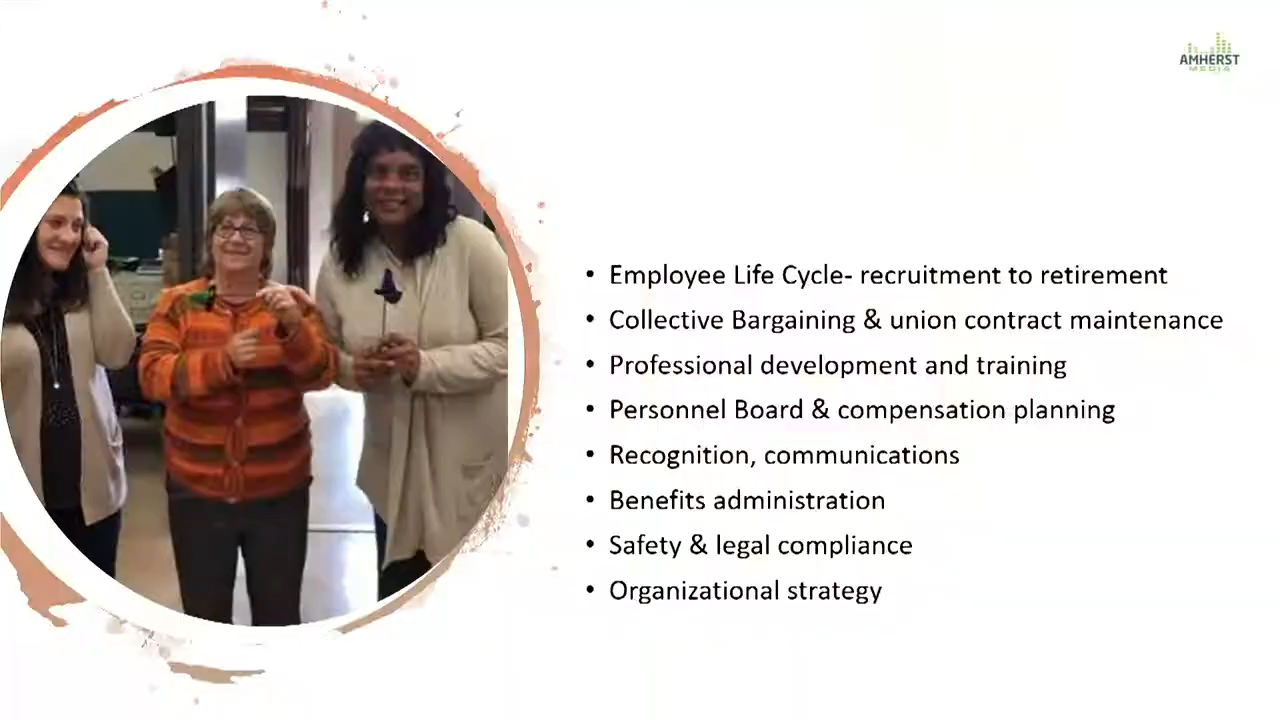 AMHERST
MEDIA
• Employee Life Cycle- recruitment to retirement
• Collective Bargaining & union contract maintenance
• Professional development and training
• Personnel Board & compensation planning
• Recognition, communications
• Benefits administration
• Safety & legal compliance
• Organizational strategy